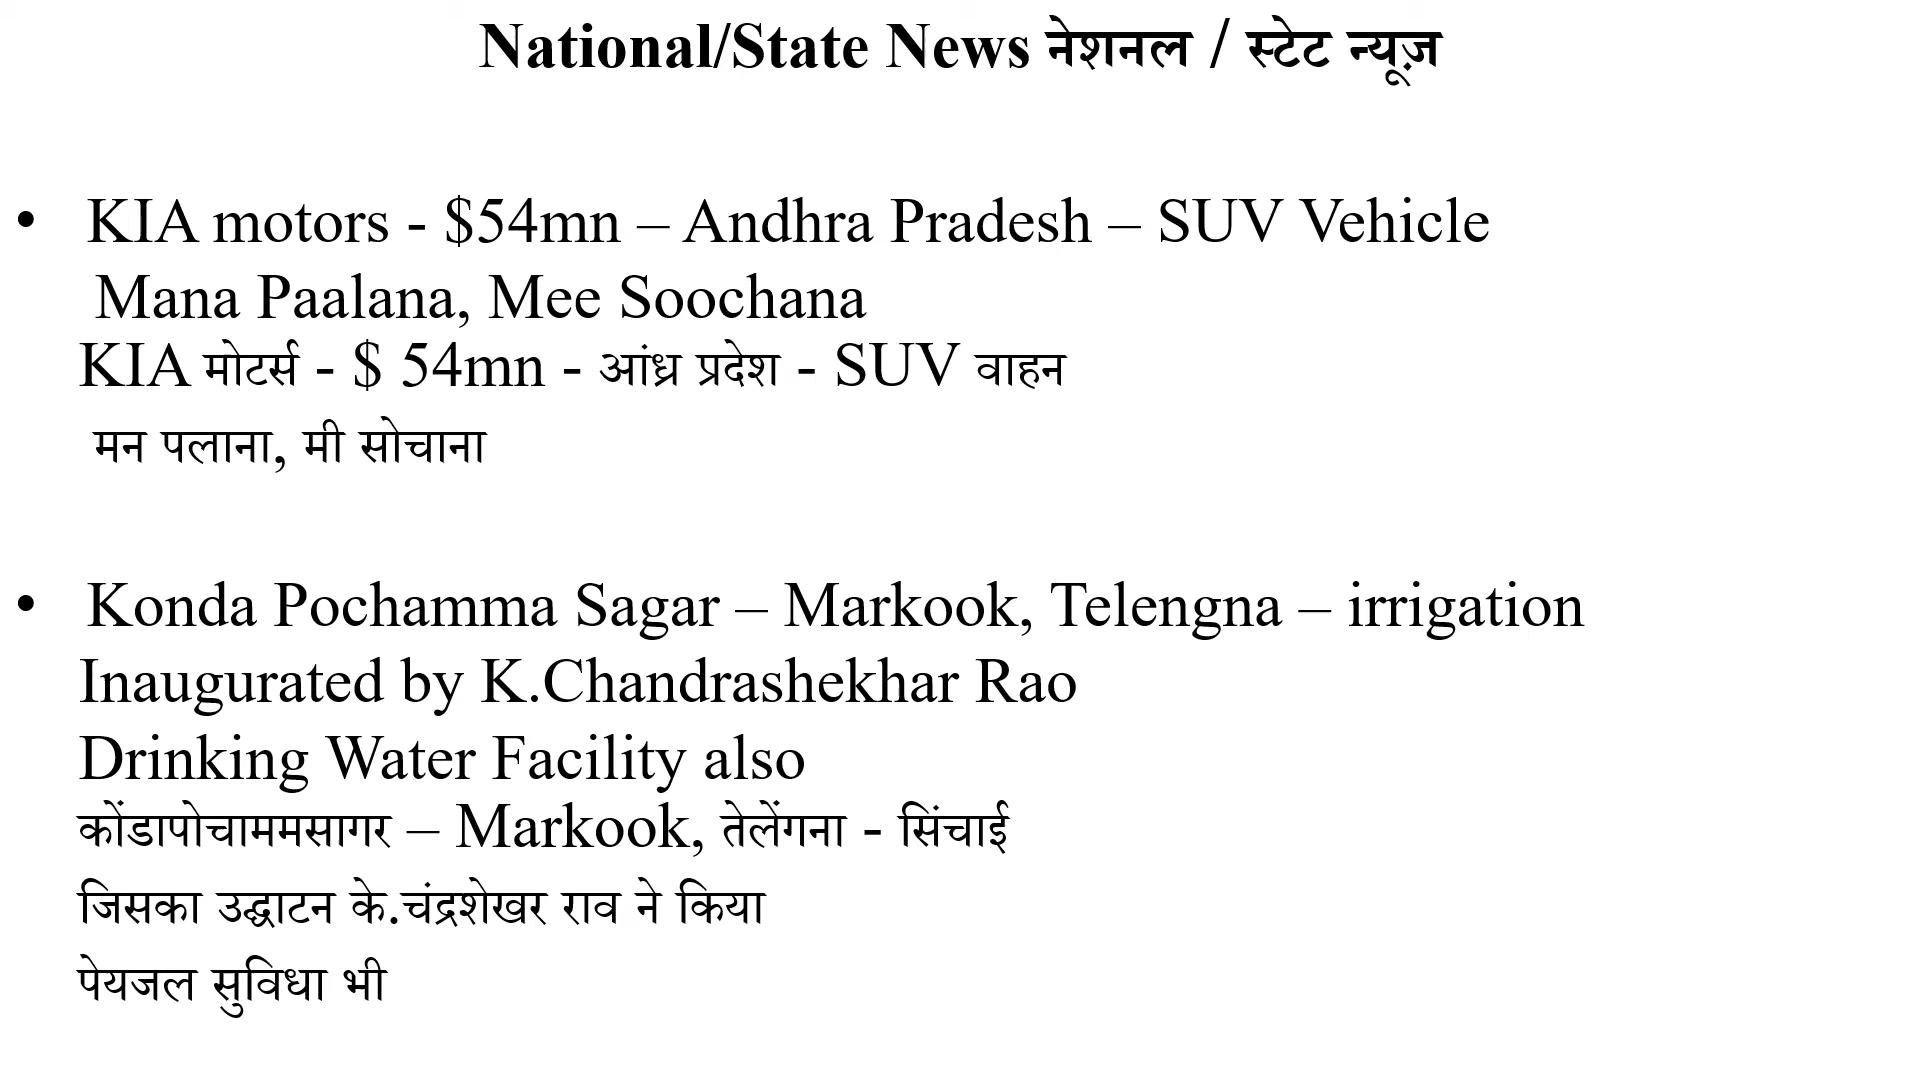 National/State News नेशनल / स्टेट न्यूज़
• KIA motors - $54mn – Andhra Pradesh – SUV Vehicle
Mana Paalana, Mee Soochana
KIA मोटर्स - $ 54mn - आंध्र प्रदेश - SUV वाहन
मन पलाना, मी सोचाना
• Konda Pochamma Sagar – Markook, Telengna – irrigation
Inaugurated by K.Chandrashekhar Rao
Drinking Water Facility also
कोंडापोचाममसागर – Markook, तेलेंगना - सिंचाई
जिसका उद्घाटन के.चंद्रशेखर राव ने किया
पेयजल सुविधा भी